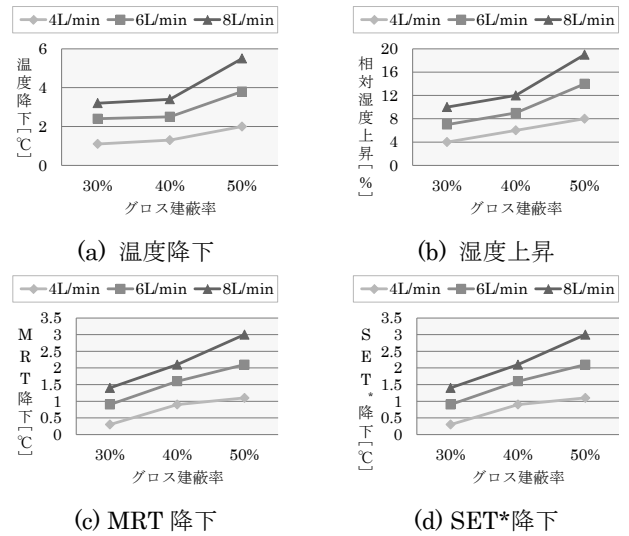 4L/min 6L/min 8L/min
温度降下[℃]
6
4
2
0
30% 40% 50%
グロス建蔽率
(a) 温度降下
4L/min 6L/min 8L/min
相対湿度上昇[%]
20
16
12
8
4
0
30% 40% 50%
グロス建蔽率
(b) 湿度上昇
4L/min 6L/min 8L/min
MRT降下[℃]
3.5
3
2.5
2
1.5
1
0.5
0
30% 40% 50%
グロス建蔽率
(c) MRT 降下
4L/min 6L/min 8L/min
SET*降下[℃]
3.5
3
2.5
2
1.5
1
0.5
0
30% 40% 50%
グロス建蔽率
(d) SET*降下